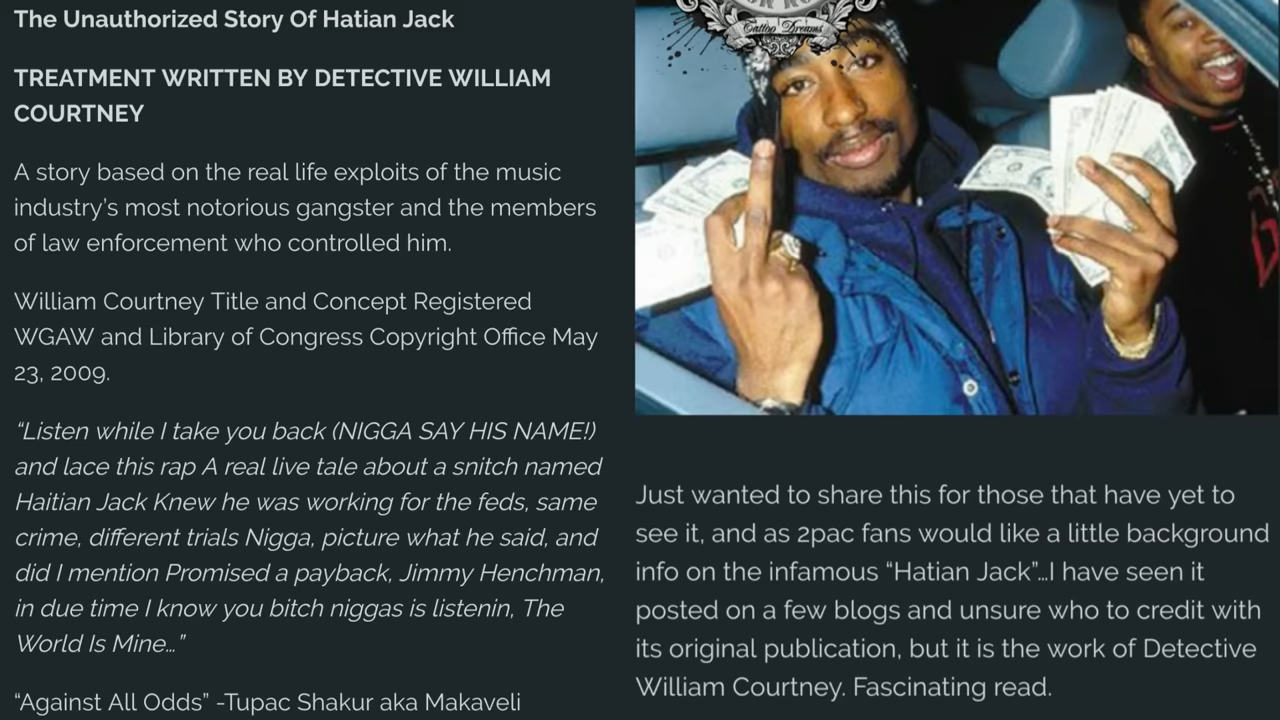 The Unauthorized Story Of Hatian Jack
TREATMENT WRITTEN BY DETECTIVE WILLIAM
COURTNEY
A story based on the real life exploits of the music
industry's most notorious gangster and the members
of law enforcement who controlled him.
William Courtney Title and Concept Registered
WGAW and Library of Congress Copyright Office May
23, 2009.
“Listen while I take you back (NIGGA SAY HIS NAME!)
and lace this rap A real live tale about a snitch named
Haitian Jack Knew he was working for the feds, same
crime, different trials Nigga, picture what he said, and
did I mention Promised a payback, Jimmy Henchman,
in due time I know you bitch niggas is listenin, The
World Is Mine…”
“Against All Odds” -Tupac Shakur aka Makaveli
Tattoo Dreams
Just wanted to share this for those that have yet to
see it, and as 2pac fans would like a little background
info on the infamous “Hatian Jack”…I have seen it
posted on a few blogs and unsure who to credit with
its original publication, but it is the work of Detective
William Courtney. Fascinating read.